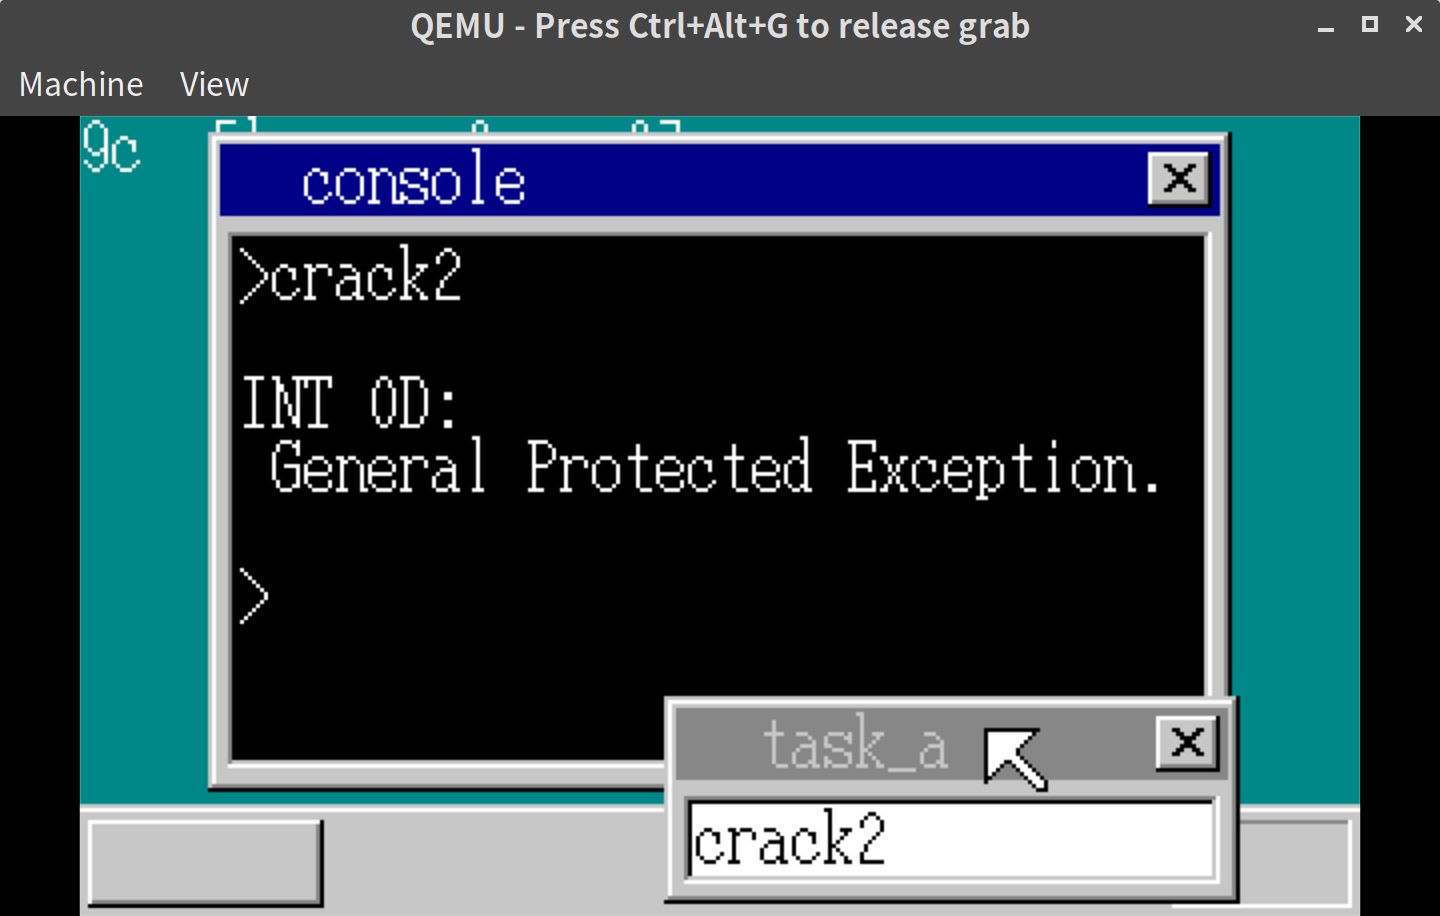 QEMU - Press Ctrl+Alt+G to release grab
Machine View
9c
console
>crack2
INT 0D:
General Protected Exception.
>
task_a
crack2